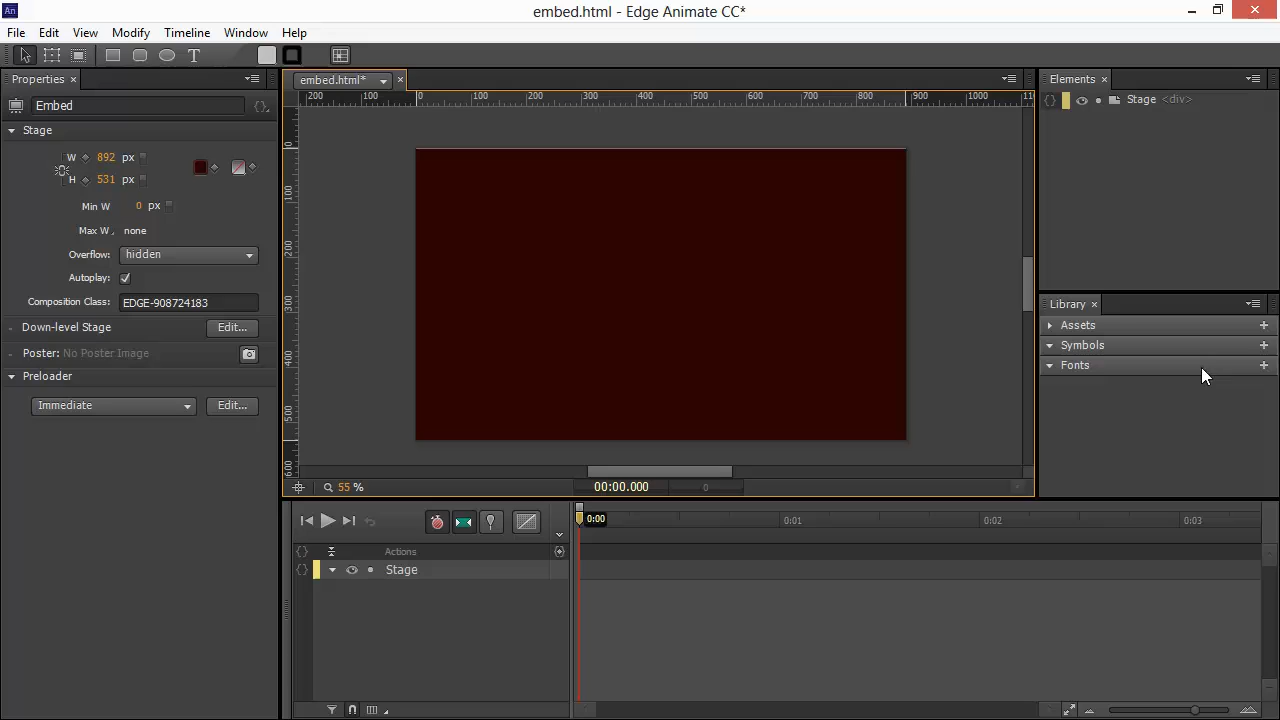 An embed.html - Edge Animate CC*
File Edit View Modify Timeline Window Help
T
Properties
Embed
Stage
W 892 px
H 531 px
Min W 0 px
Max W none
Overflow: hidden
Autoplay:
Composition Class: EDGE-908724183
Down-level Stage Edit...
Poster: No Poster Image
Preloader
Immediate Edit...
embed.html*
200 100 0 100 200 300 400 500 600 700 800 900 1000
0
100
200
300
400
500
600
55 % 00:00.000 0
Elements
Stage <div>
Library
Assets
Symbols
Fonts
0:00 0:01 0:02 0:03
Actions
Stage